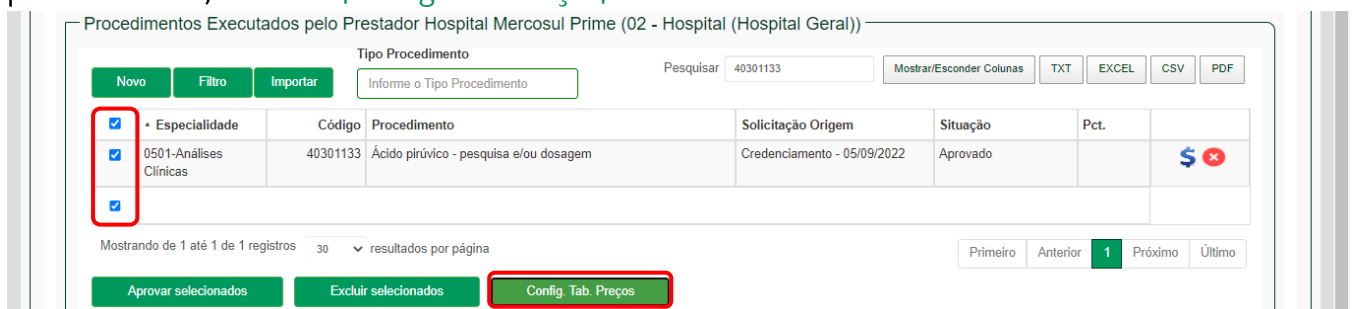 Procedimentos Executados pelo Prestador Hospital Mercosul Prime (02 - Hospital (Hospital Geral))
Tipo Procedimento
Novo Filtro Importar Informe o Tipo Procedimento Pesquisar 40301133 Mostrar/Esconder Colunas TXT EXCEL CSV PDF
Especialidade Código Procedimento Solicitação Origem Situação Pct.
0501-Análises 40301133 Ácido pirúvico - pesquisa e/ou dosagem Credenciamento - 05/09/2022 Aprovado
Clínicas
Mostrando de 1 até 1 de 1 registros 30 resultados por página Primeiro Anterior 1 Próximo Último
Aprovar selecionados Excluir selecionados Config. Tab. Preços